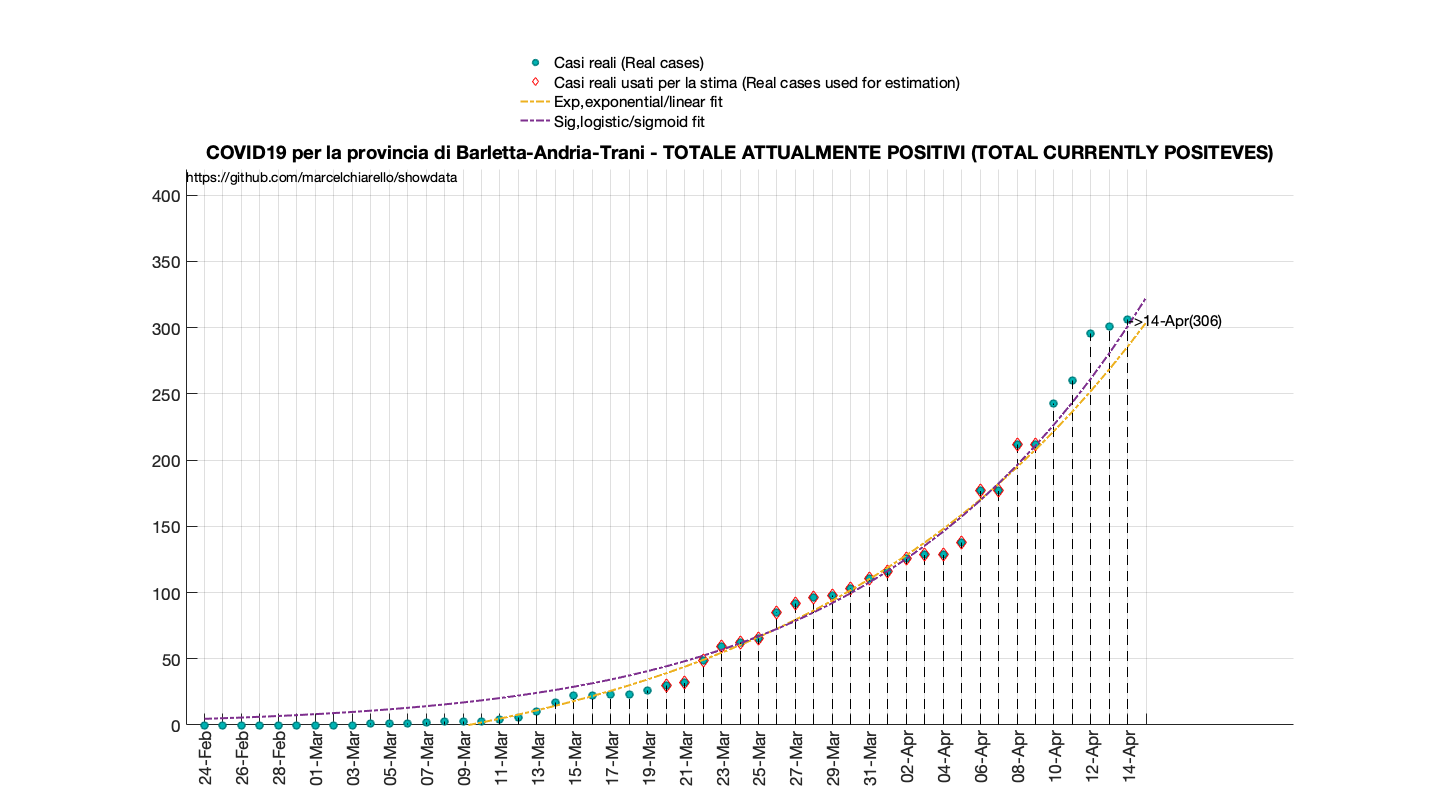 Casi reali (Real cases)
Casi reali usati per la stima (Real cases used for estimation)
Exp,exponential/linear fit
Sig,logistic/sigmoid fit
COVID19 per la provincia di Barletta-Andria-Trani - TOTALE ATTUALMENTE POSITIVI (TOTAL CURRENTLY POSITEVES)
https://github.com/marcelchiarello/showdata
400
350
300
250
200
150
100
50
0
->14-Apr(306)
24-Feb
26-Feb
28-Feb
01-Mar
03-Mar
05-Mar
07-Mar
09-Mar
11-Mar
13-Mar
15-Mar
17-Mar
19-Mar
21-Mar
23-Mar
25-Mar
27-Mar
29-Mar
31-Mar
02-Apr
04-Apr
06-Apr
08-Apr
10-Apr
12-Apr
14-Apr